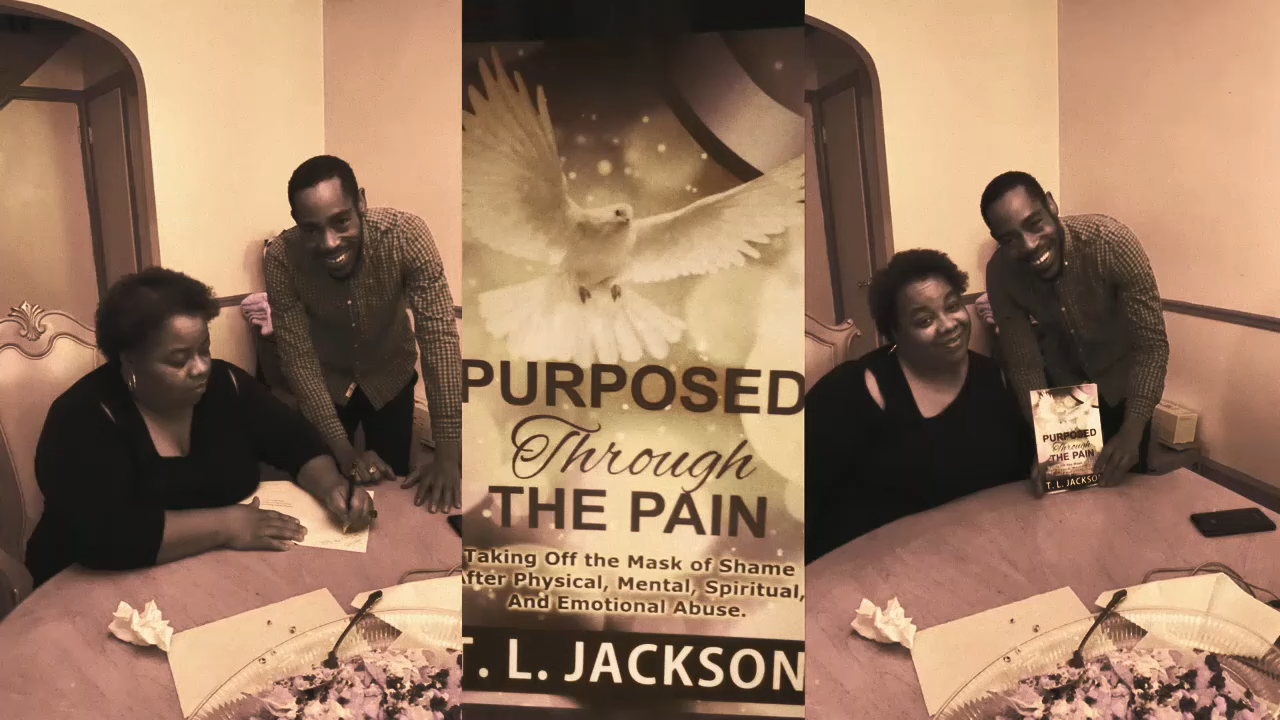 PURPOSED
Through
THE PAIN
Taking Off the Mask of Shame
After Physical, Mental, Spiritual,
And Emotional Abuse.
T. L. JACKSON
PURPOSED
Through
THE PAIN
T. L. JACKSON